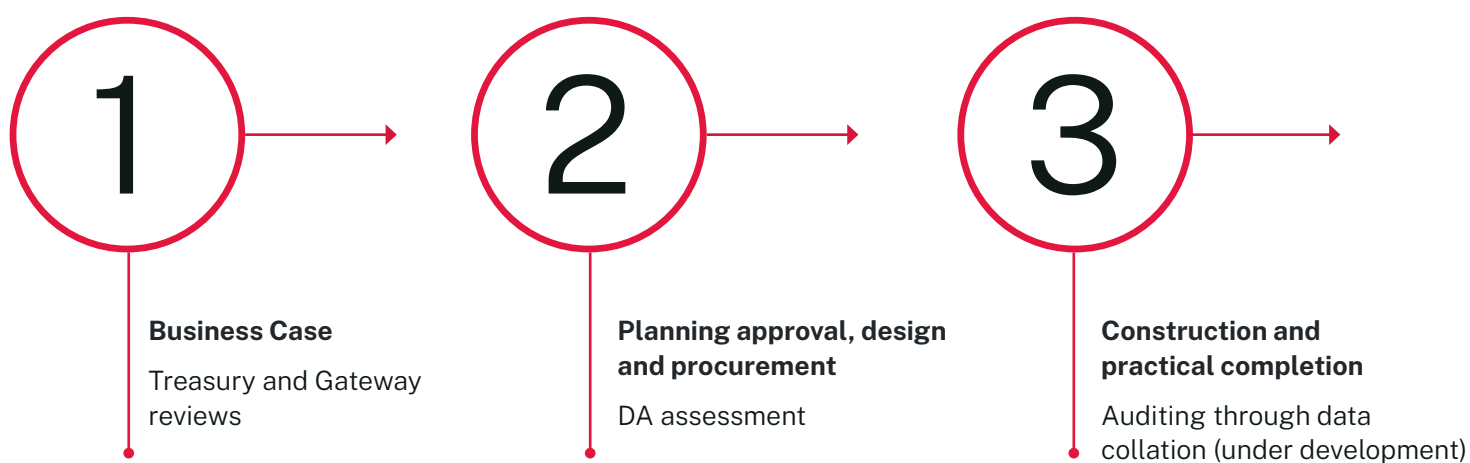 1
2
3
Business Case
Treasury and Gateway
reviews
Planning approval, design
and procurement
DA assessment
Construction and
practical completion
Auditing through data
collation (under development)